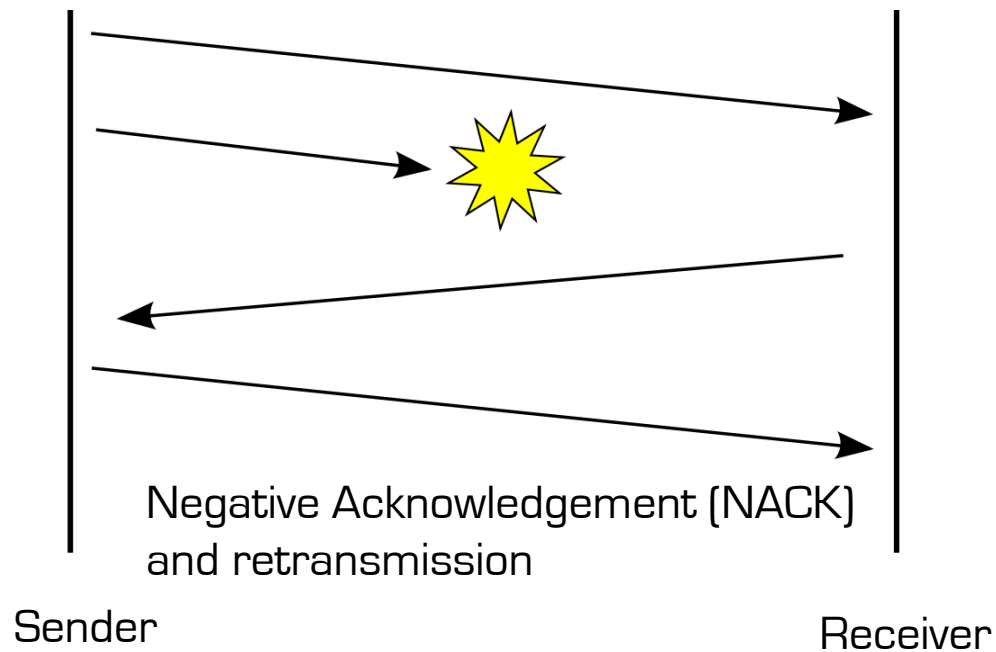 Negative Acknowledgement (NACK)
and retransmission
Sender
Receiver